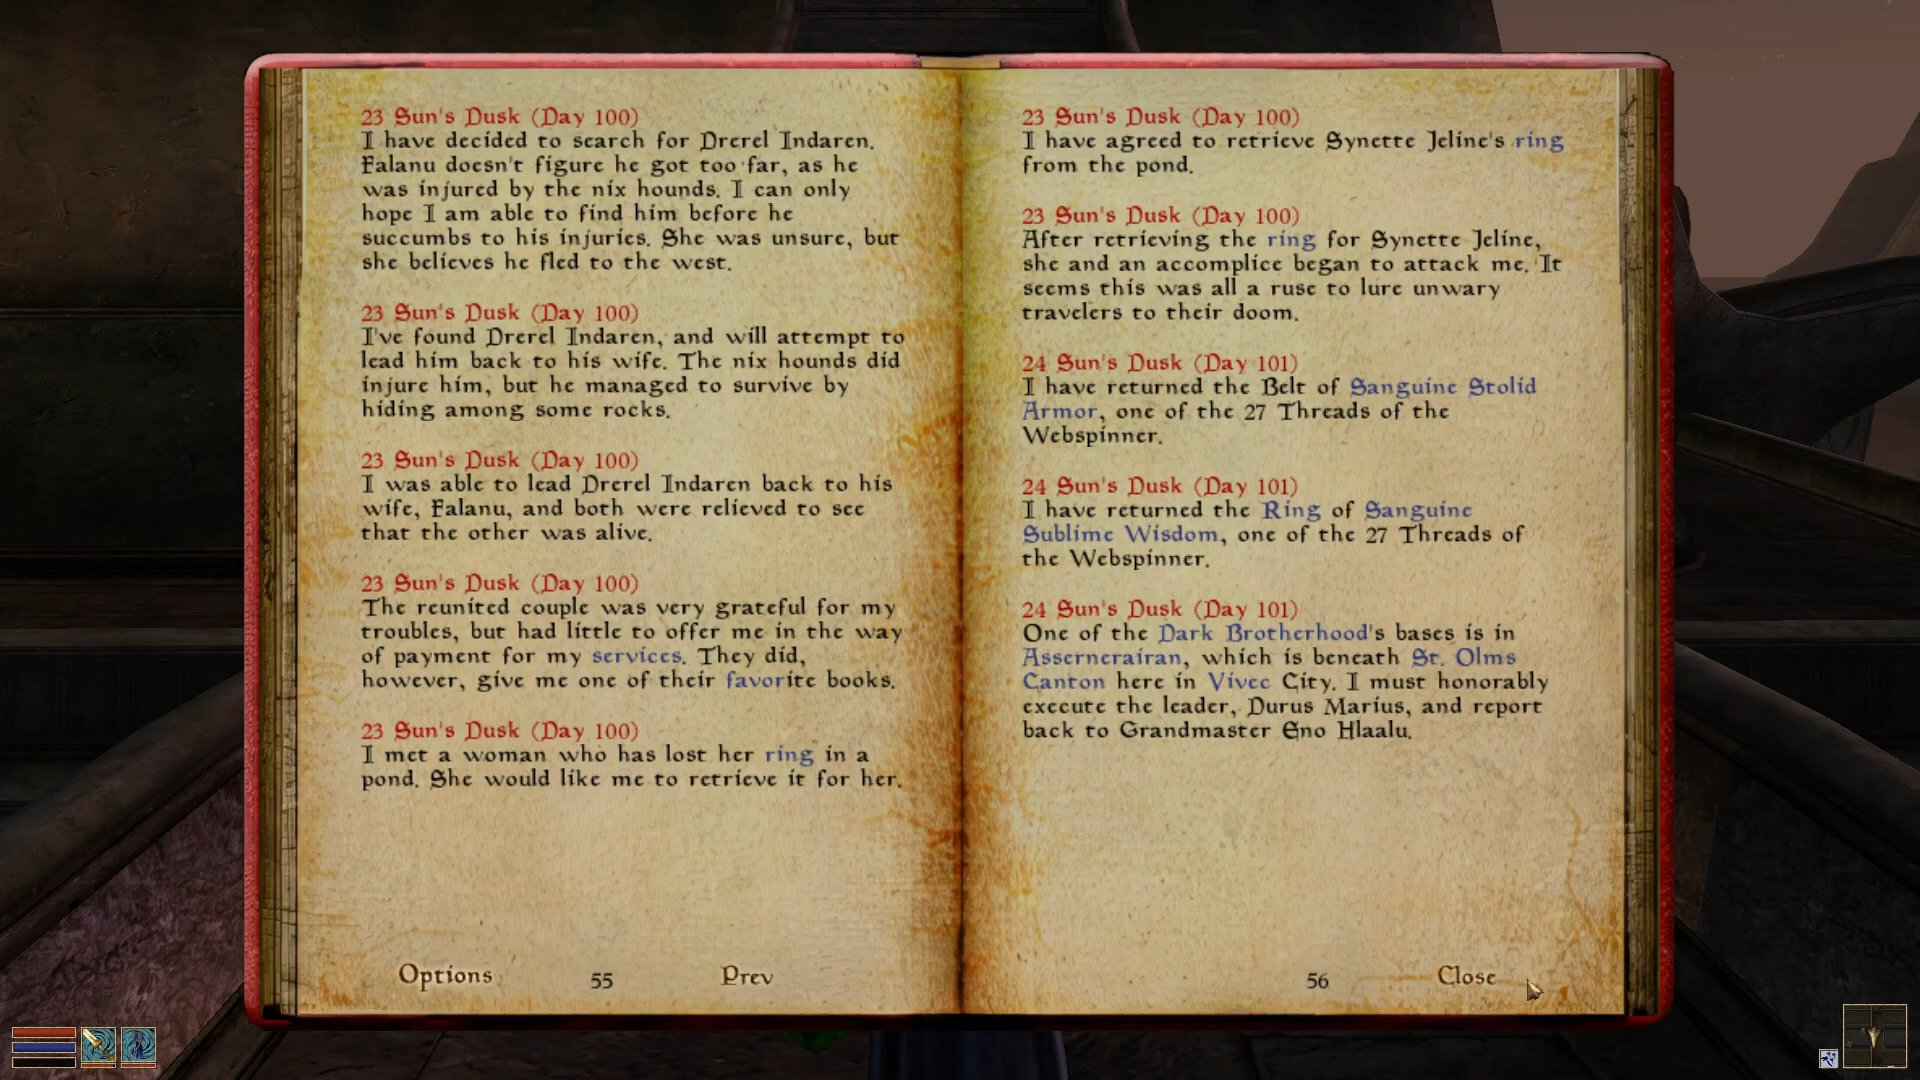 23 Sun's Dusk (Day 100)
I have decided to search for Drerel Indaren.
Falanu doesn't figure he got too far, as he
was injured by the nix hounds. I can only
hope I am able to find him before he
succumbs to his injuries. She was unsure, but
she believes he fled to the west.
23 Sun's Dusk (Day 100)
I've found Drerel Indaren, and will attempt to
lead him back to his wife. The nix hounds did
injure him, but he managed to survive by
hiding among some rocks.
23 Sun's Dusk (Day 100)
I was able to lead Drerel Indaren back to his
wife, Falanu, and both were relieved to see
that the other was alive.
23 Sun's Dusk (Day 100)
The reunited couple was very grateful for my
troubles, but had little to offer me in the way
of payment for my services. They did,
however, give me one of their favorite books.
23 Sun's Dusk (Day 100)
I met a woman who has lost her ring in a
pond. She would like me to retrieve it for her.
Options 55 Prev
23 Sun's Dusk (Day 100)
I have agreed to retrieve Synette Jeline's ring
from the pond.
23 Sun's Dusk (Day 100)
After retrieving the ring for Synette Jeline,
she and an accomplice began to attack me. It
seems this was all a ruse to lure unwary
travelers to their doom.
24 Sun's Dusk (Day 101)
I have returned the Belt of Sanguine Stolid
Armor, one of the 27 Threads of the
Webspinner.
24 Sun's Dusk (Day 101)
I have returned the Ring of Sanguine
Sublime Wisdom, one of the 27 Threads of
the Webspinner.
24 Sun's Dusk (Day 101)
One of the Dark Brotherhood's bases is in
Assernerairan, which is beneath St. Olms
Canton here in Vivec City. I must honorably
execute the leader, Durus Marius, and report
back to Grandmaster Eno Hlaalu.
56 Close